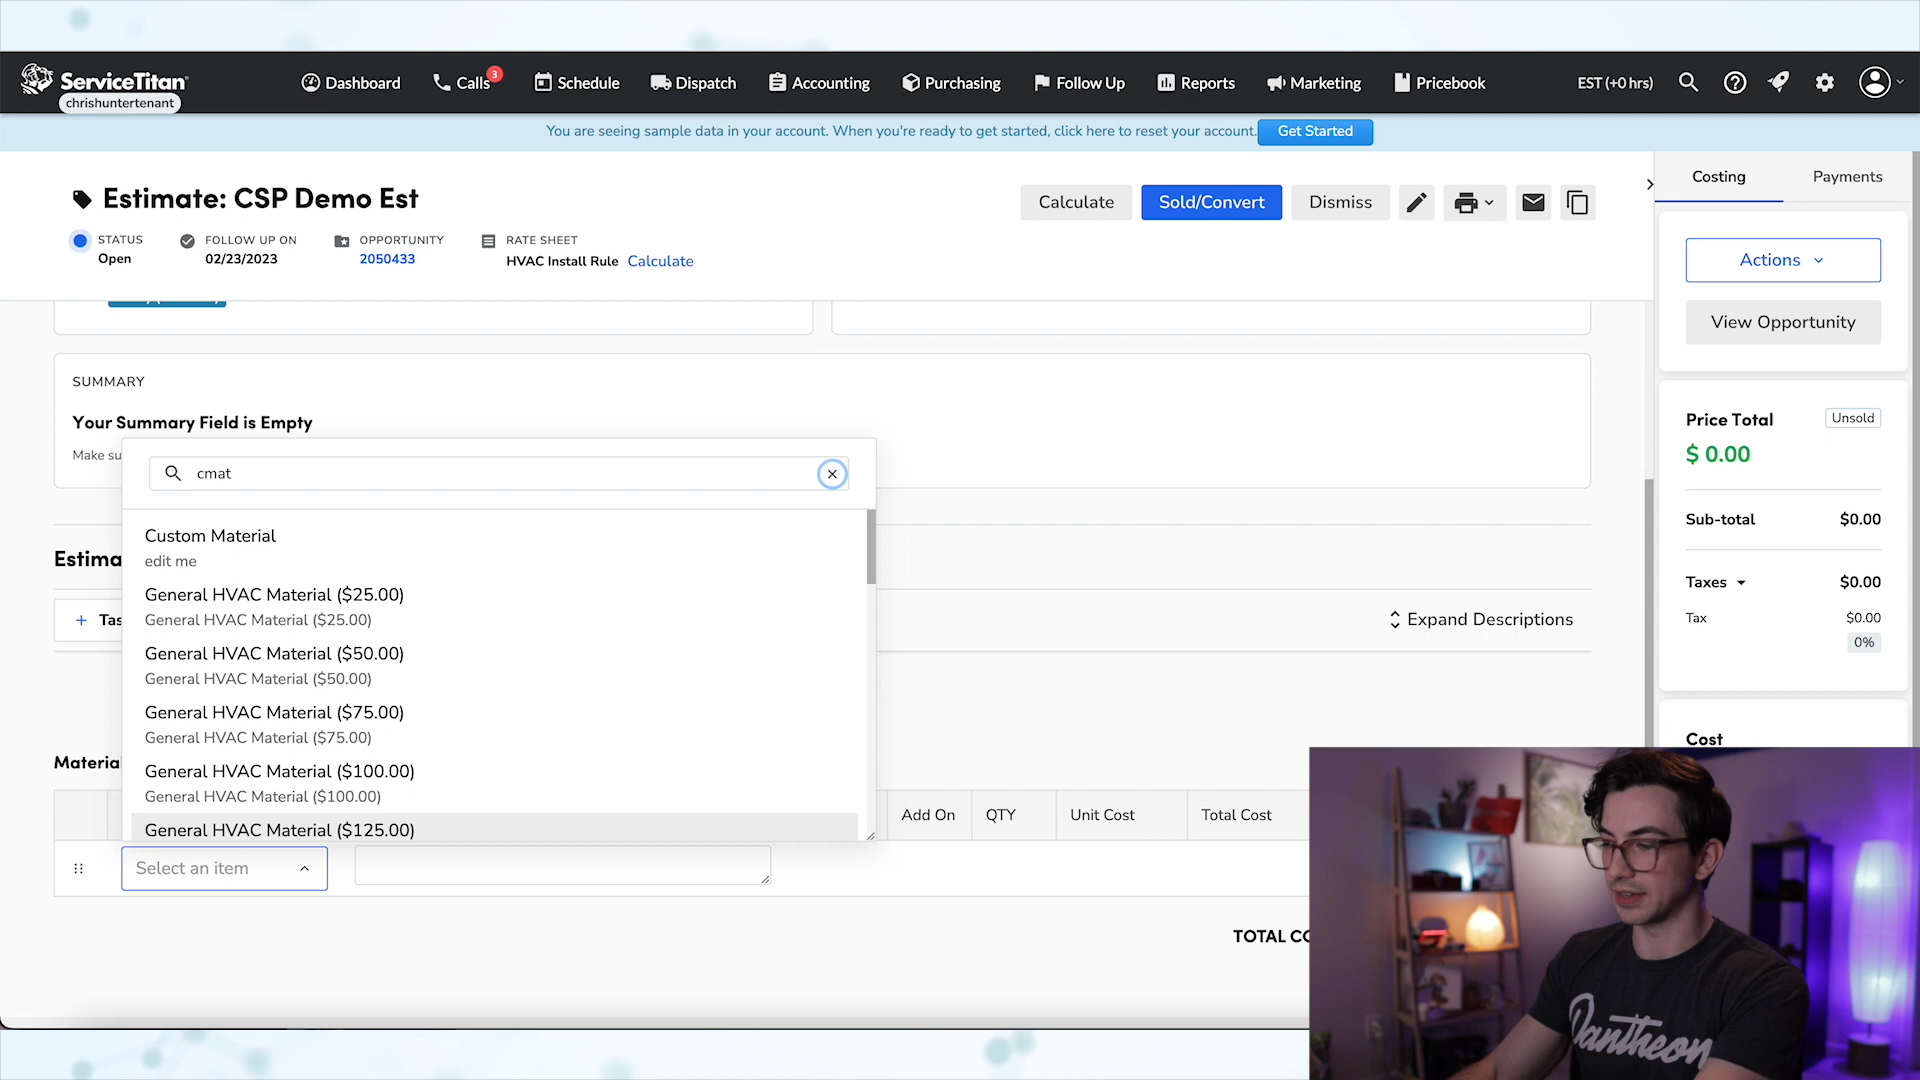 ServiceTitan
chrishuntertenant
Dashboard
Calls
3
Schedule
Dispatch
Accounting
Purchasing
Follow Up
Reports
Marketing
Pricebook
EST (+0 hrs)
You are seeing sample data in your account. When you're ready to get started, click here to reset your account.
Get Started
Estimate: CSP Demo Est
Calculate
Sold/Convert
Dismiss
STATUS
Open
FOLLOW UP ON
02/23/2023
OPPORTUNITY
2050433
RATE SHEET
HVAC Install Rule Calculate
Costing
Payments
Actions
View Opportunity
SUMMARY
Your Summary Field is Empty
Make su
cmat
Custom Material
edit me
General HVAC Material ($25.00)
General HVAC Material ($25.00)
General HVAC Material ($50.00)
General HVAC Material ($50.00)
General HVAC Material ($75.00)
General HVAC Material ($75.00)
General HVAC Material ($100.00)
General HVAC Material ($100.00)
General HVAC Material ($125.00)
Estima
+ Tas
Expand Descriptions
Materia
Add On
QTY
Unit Cost
Total Cost
Select an item
TOTAL CO
Price Total
Unsold
$ 0.00
Sub-total
$0.00
Taxes
$0.00
Tax
$0.00
0%
Cost
Pantheon